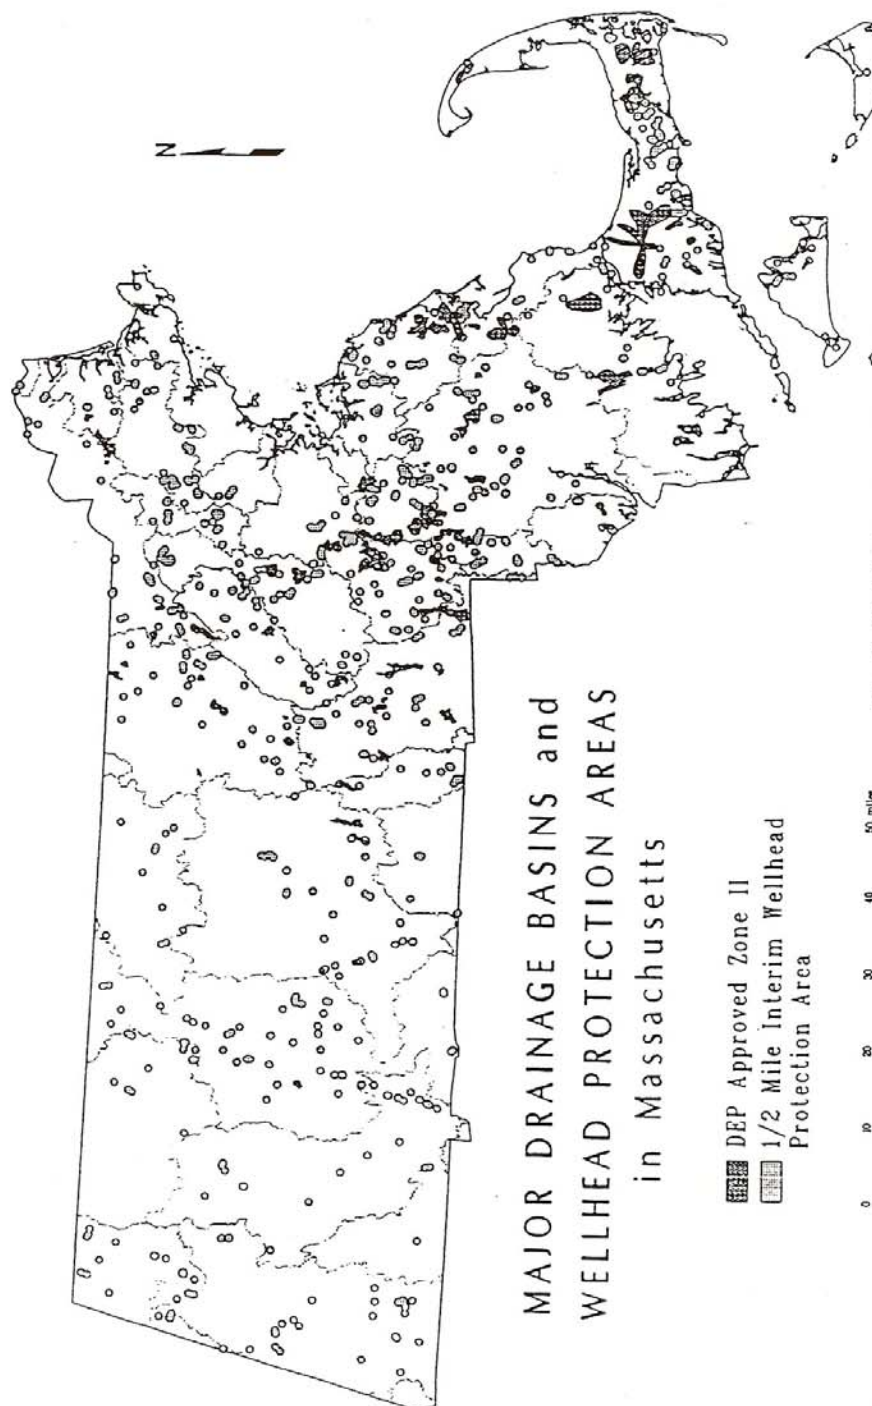 N
MAJOR DRAINAGE BASINS and
WELLHEAD PROTECTION AREAS
in Massachusetts
DEP Approved Zone II
1/2 Mile Interim Wellhead
Protection Area
0 10 20 30 40 50 miles